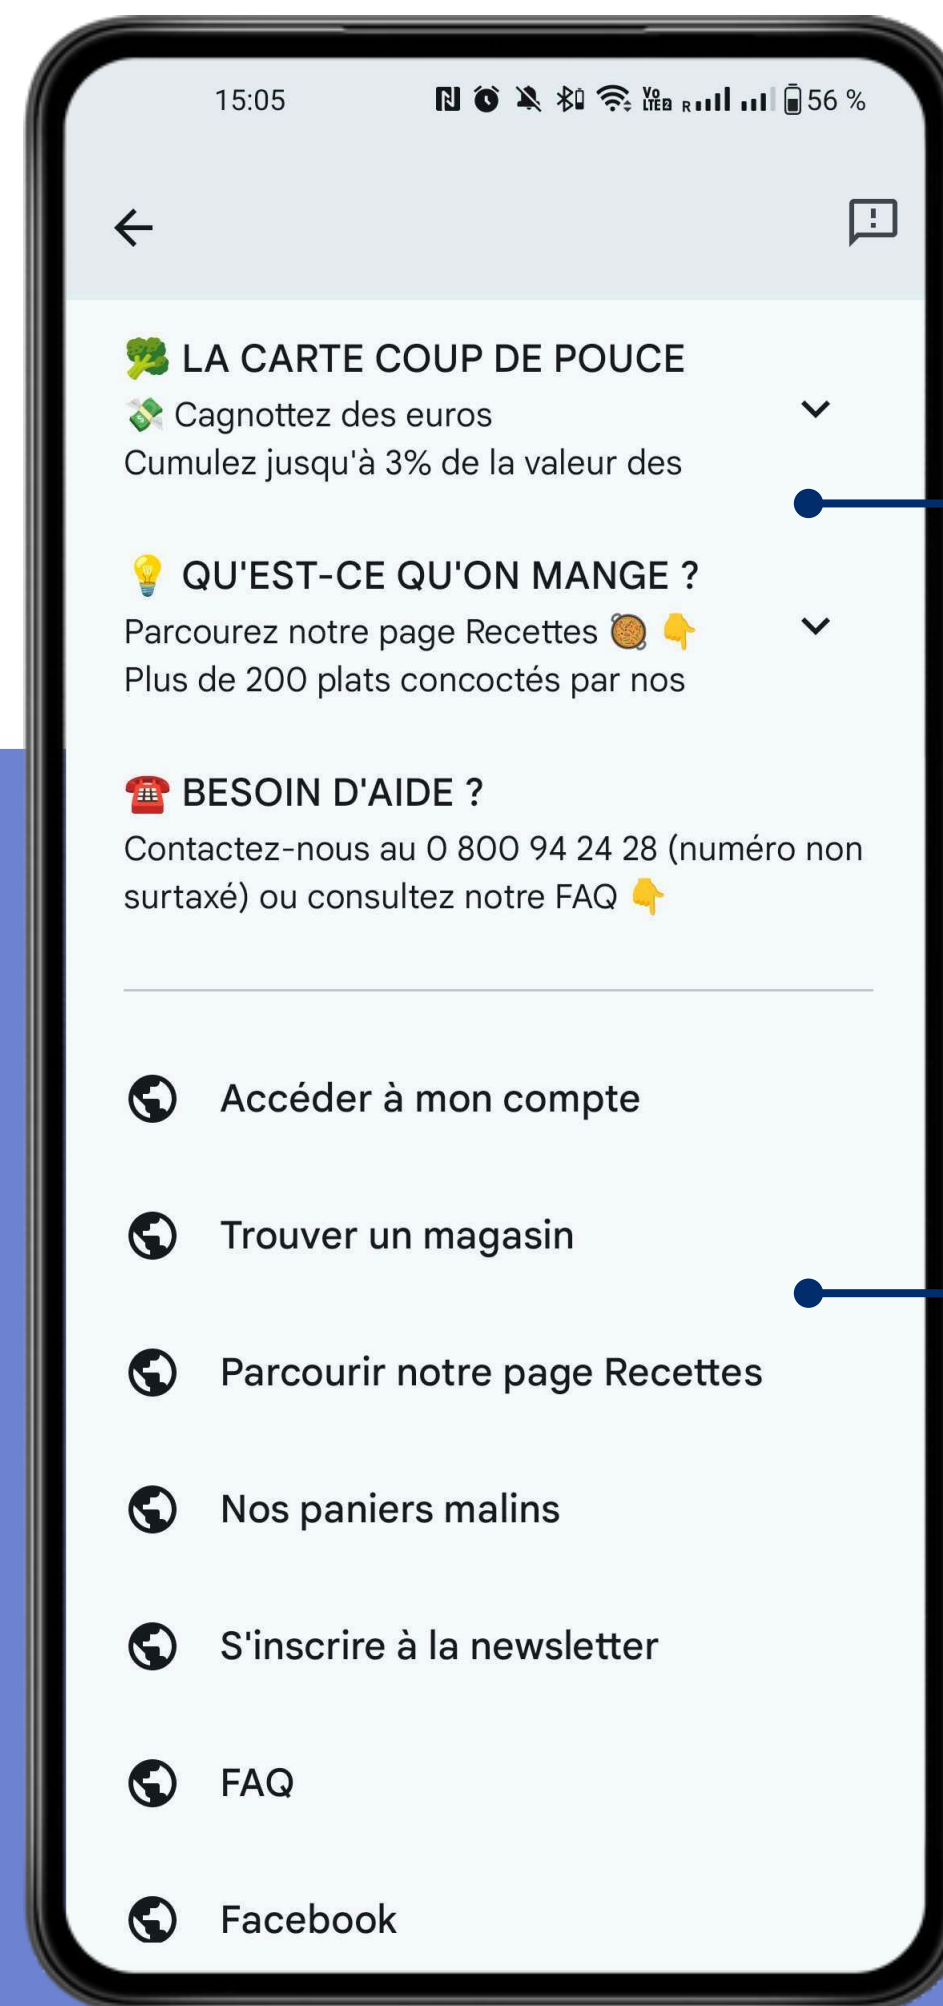 15:05 56 %
🥦 LA CARTE COUP DE POUCE
💸 Cagnottez des euros
Cumulez jusqu'à 3% de la valeur des
💡 QU'EST-CE QU'ON MANGE ?
Parcourez notre page Recettes 🥘 👇
Plus de 200 plats concoctés par nos
☎️ BESOIN D'AIDE ?
Contactez-nous au 0 800 94 24 28 (numéro non
surtaxé) ou consultez notre FAQ 👇
Accéder à mon compte
Trouver un magasin
Parcourir notre page Recettes
Nos paniers malins
S'inscrire à la newsletter
FAQ
Facebook